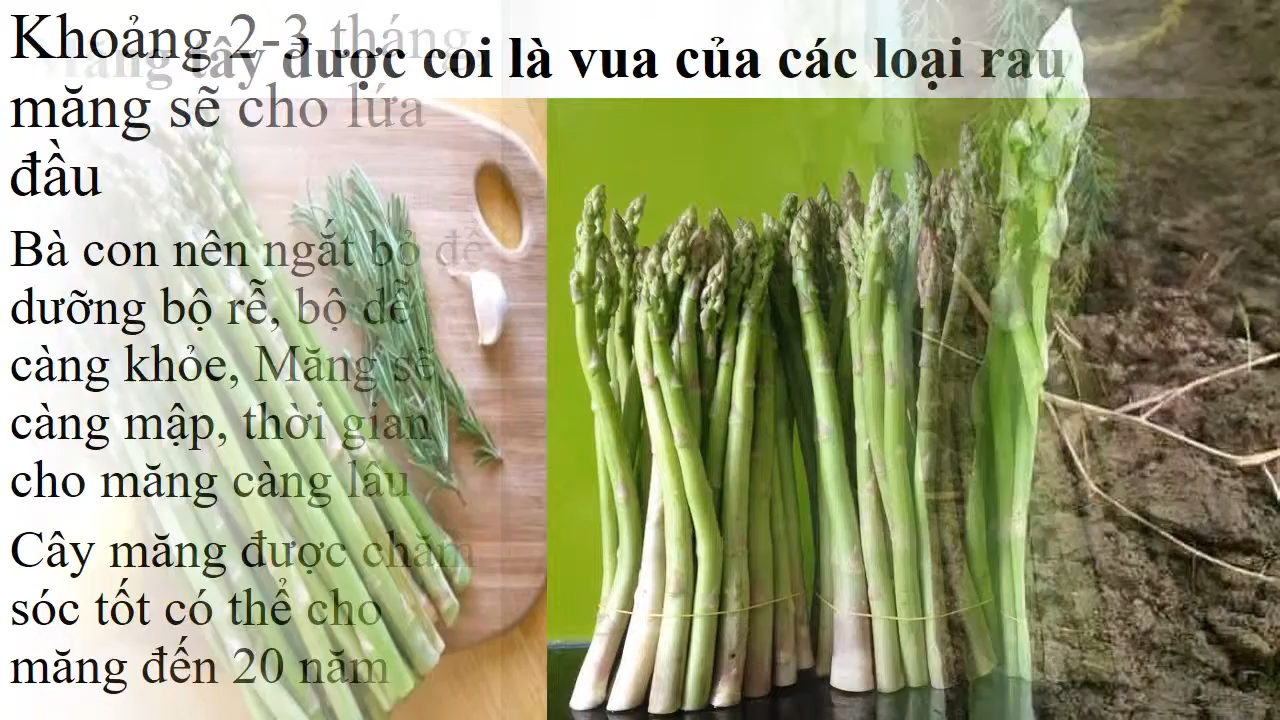 Khoảng 2-3 tháng
măng sẽ cho lứa
đầu
Măng tây được coi là vua của các loại rau
Bà con nên ngắt bỏ để
dưỡng bộ rễ, bộ dễ
càng khỏe, Măng sẽ
càng mập, thời gian
cho măng càng lâu
Cây măng được chăm
sóc tốt có thể cho
măng đến 20 năm